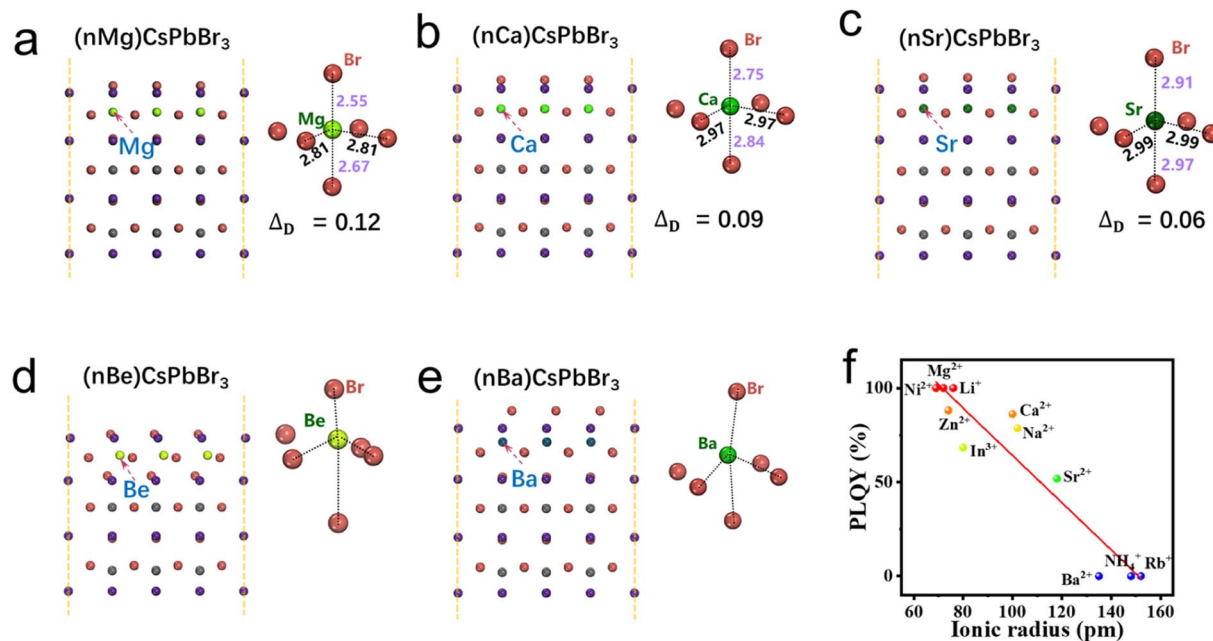 a
(nMg)CsPbBr₃
Br
2.55
Mg
2.81
2.81
2.67
Mg
Δ_D = 0.12
b
(nCa)CsPbBr₃
Br
2.75
Ca
2.97
2.97
2.84
Ca
Δ_D = 0.09
c
(nSr)CsPbBr₃
Br
2.91
Sr
2.99
2.99
2.97
Sr
Δ_D = 0.06
d
(nBe)CsPbBr₃
Br
Be
Be
e
(nBa)CsPbBr₃
Br
Ba
Ba
f
PLQY (%)
100
50
0
Mg²⁺
Ni²⁺
Li⁺
Zn²⁺
Ca²⁺
Na²⁺
In³⁺
Sr²⁺
Ba²⁺
NH₄⁺
Rb⁺
60 80 100 120 140 160
Ionic radius (pm)